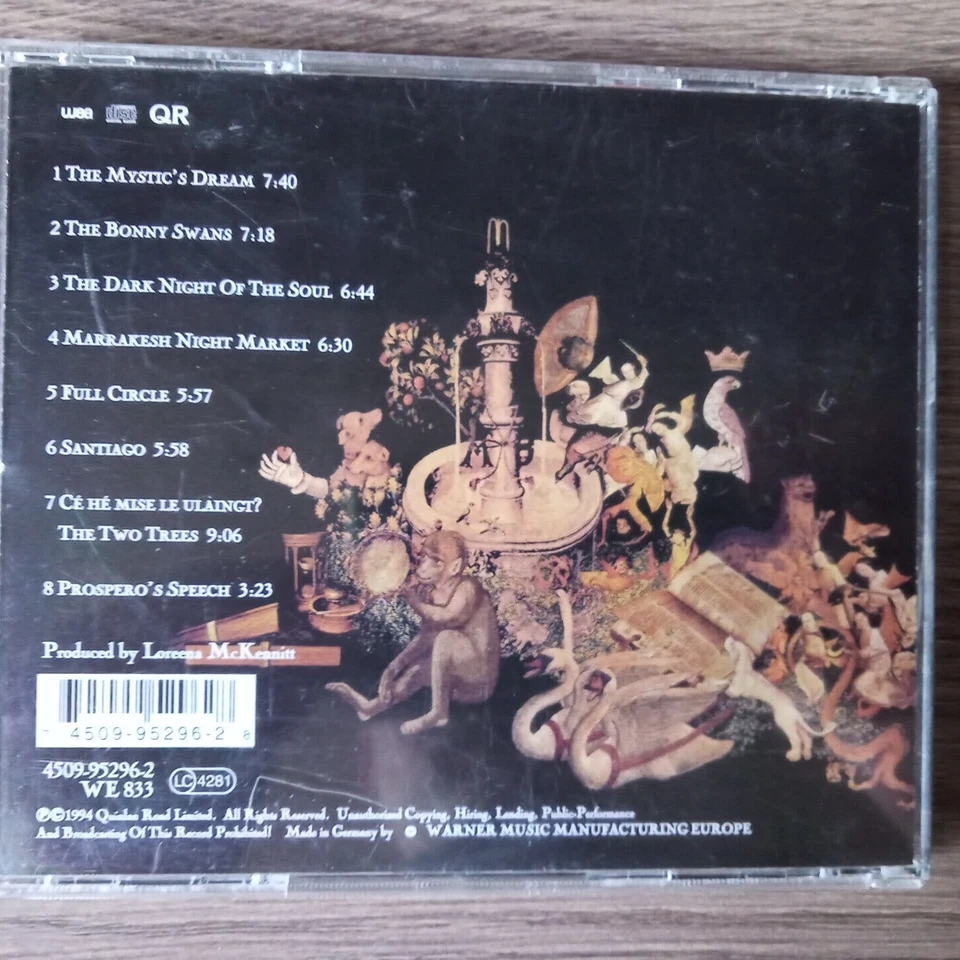 wea disc QR
1 The Mystic's Dream 7:40
2 The Bonny Swans 7:18
3 The Dark Night Of The Soul 6:44
4 Marrakesh Night Market 6:30
5 Full Circle 5:57
6 Santiago 5:58
7 Cé hé mise le ulaingt?
The Two Trees 9:06
8 Prospero's Speech 3:23
Produced by Loreena McKennitt
4509-95296-2
4509-95296-2
WE 833
LC 4281
℗©1994 Quinlan Road Limited. All Rights Reserved. Unauthorized Copying, Hiring, Lending, Public-Performance
And Broadcasting Of This Record Prohibited! Made in Germany by WARNER MUSIC MANUFACTURING EUROPE